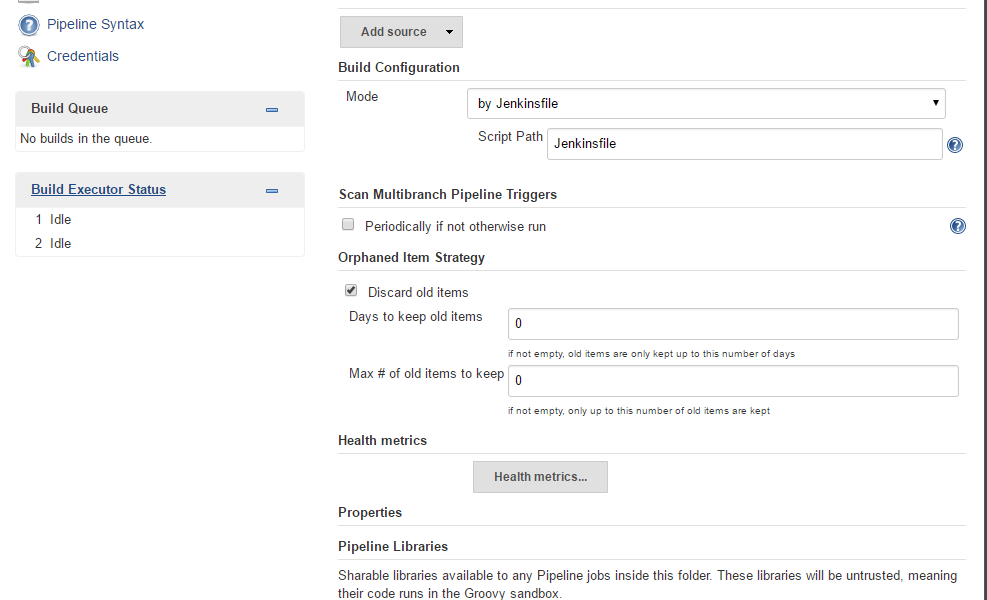 Pipeline Syntax
Credentials
Build Queue
No builds in the queue.
Build Executor Status
1 Idle
2 Idle
Add source
Build Configuration
Mode
by Jenkinsfile
Script Path
Jenkinsfile
Scan Multibranch Pipeline Triggers
Periodically if not otherwise run
Orphaned Item Strategy
Discard old items
Days to keep old items
0
if not empty, old items are only kept up to this number of days
Max # of old items to keep
0
if not empty, only up to this number of old items are kept
Health metrics
Health metrics...
Properties
Pipeline Libraries
Sharable libraries available to any Pipeline jobs inside this folder. These libraries will be untrusted, meaning
their code runs in the Groovy sandbox.